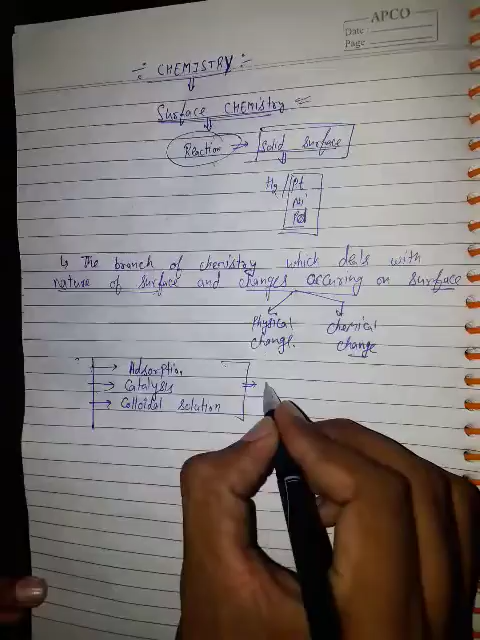 APCO
Date
Page
÷ CHEMISTRY ÷
Surface CHEMIStry
Reaction → Solid Surface
H₂ / Pt
Ni
Pd
↳ The branch of chemistry which deals with
nature of surface and changes occuring on surface
Physical chemical
change. change
→ Adsorption
→ Catalysis
→ Colloidal solution →